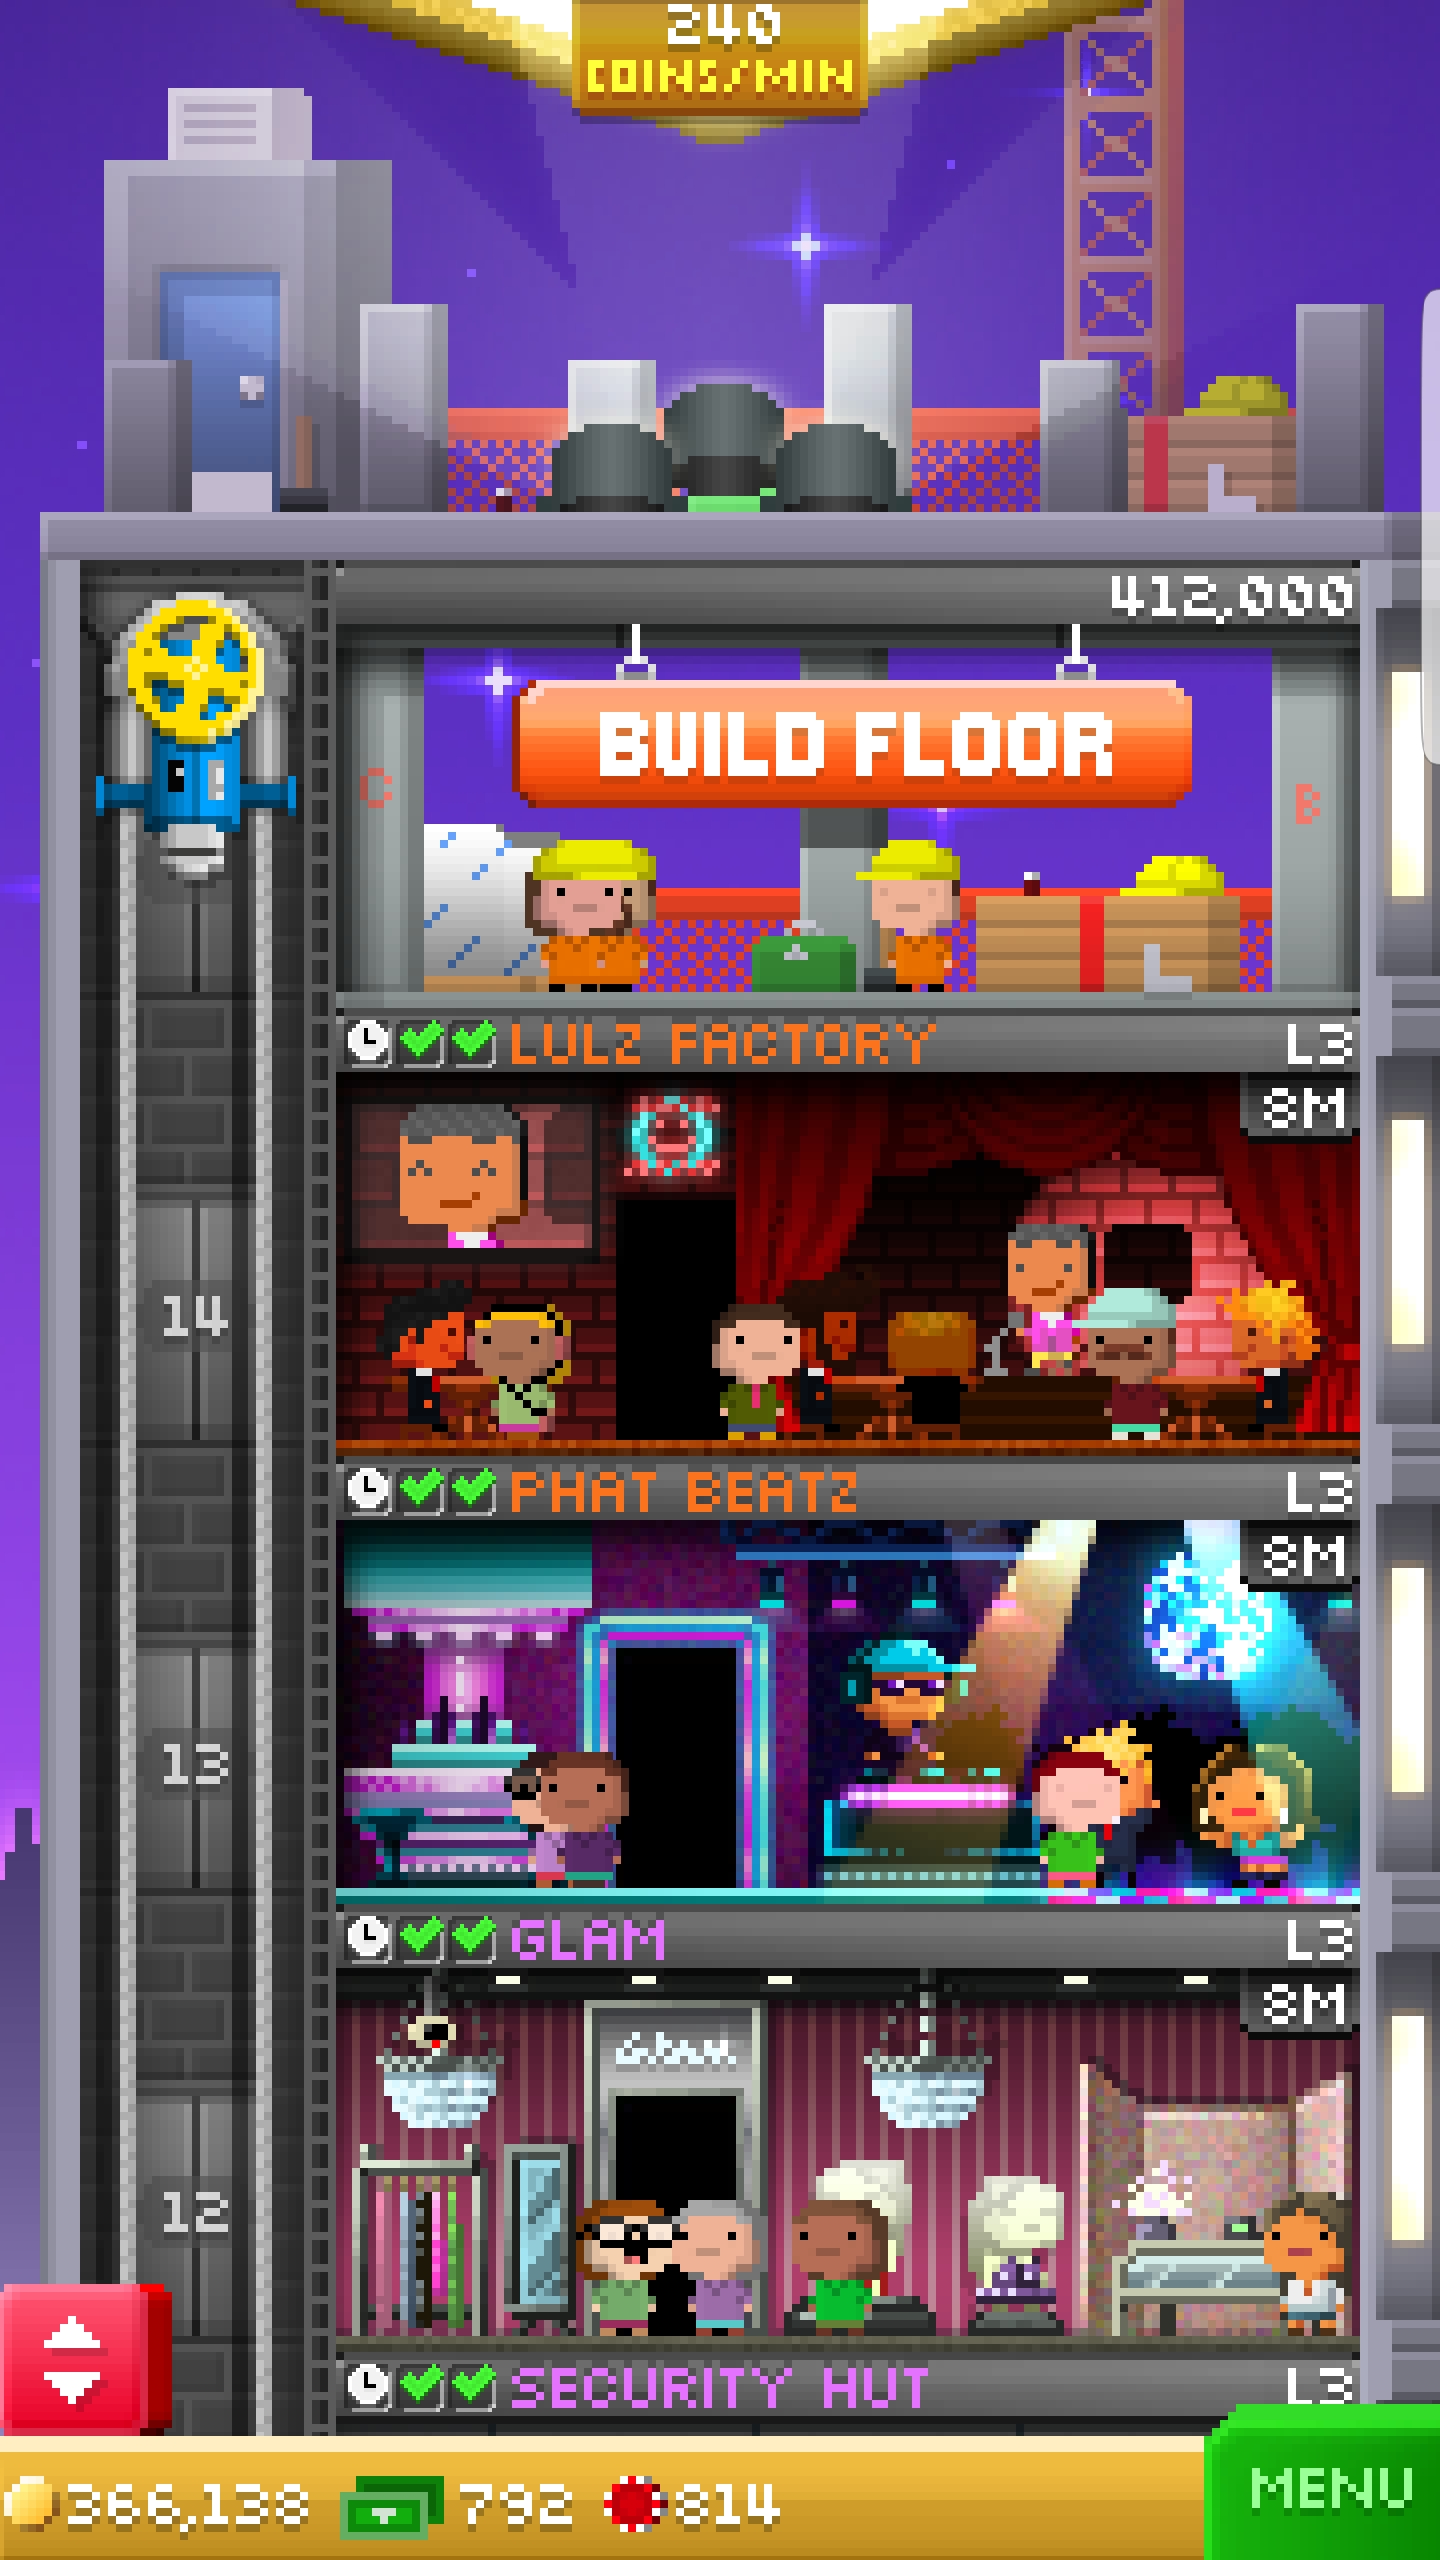 240
COINS/MIN
412,000
BUILD FLOOR
C
B
LULZ FACTORY L3
8M
14
PHAT BEATZ L3
8M
13
GLAM L3
8M
Glam
12
SECURITY HUT L3
366,138 792 814
MENU